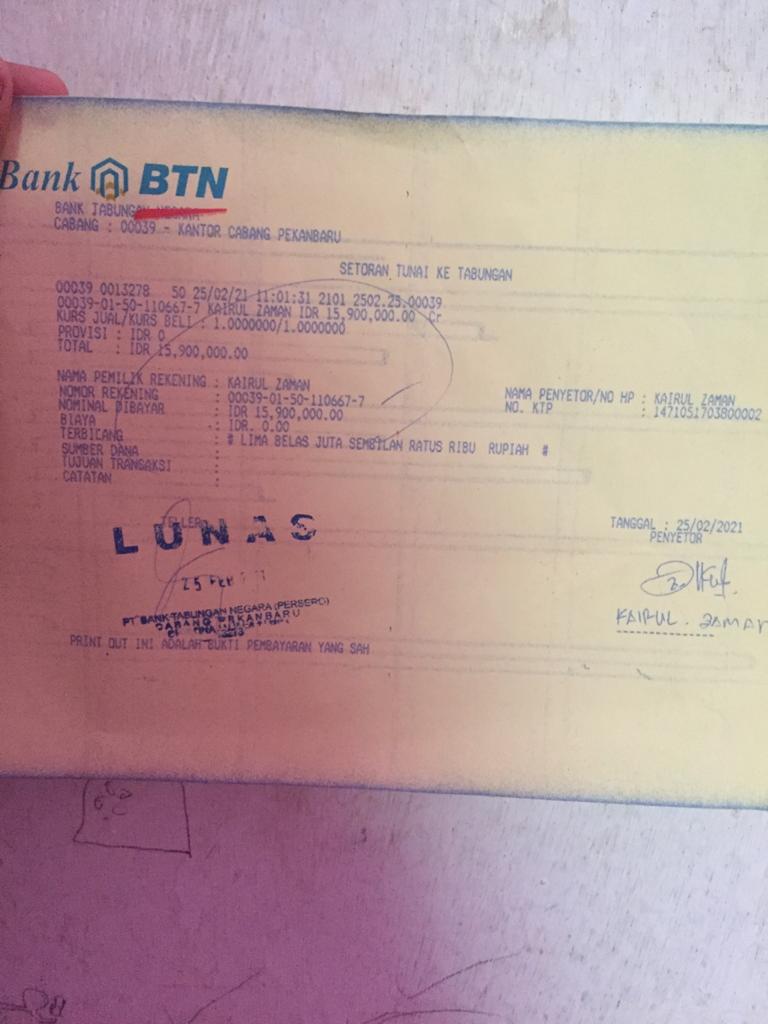 Bank BTN
BANK TABUNGAN NEGARA
CABANG : 00039 - KANTOR CABANG PEKANBARU
SETORAN TUNAI KE TABUNGAN
00039 0013278 50 25/02/21 11:01:31 2101 2502.25.00039
00039-01-50-110667-7 KAIRUL ZAMAN IDR 15,900,000.00 Cr
KURS JUAL/KURS BELI : 1.0000000/1.0000000
PROVISI : IDR 0
TOTAL : IDR 15,900,000.00
NAMA PEMILIK REKENING : KAIRUL ZAMAN
NOMOR REKENING : 00039-01-50-110667-7
NOMINAL DIBAYAR : IDR 15,900,000.00
BIAYA : IDR. 0.00
TERBILANG : # LIMA BELAS JUTA SEMBILAN RATUS RIBU RUPIAH #
SUMBER DANA :
TUJUAN TRANSAKSI :
CATATAN :
NAMA PENYETOR/NO HP : KAIRUL ZAMAN
NO. KTP : 1471051703800002
TELLER
LUNAS
25 FEB
PT BANK TABUNGAN NEGARA (PERSERO)
CABANG PEKANBARU
TANGGAL : 25/02/2021
PENYETOR
KAIRUL ZAMAN
PRINT OUT INI ADALAH BUKTI PEMBAYARAN YANG SAH